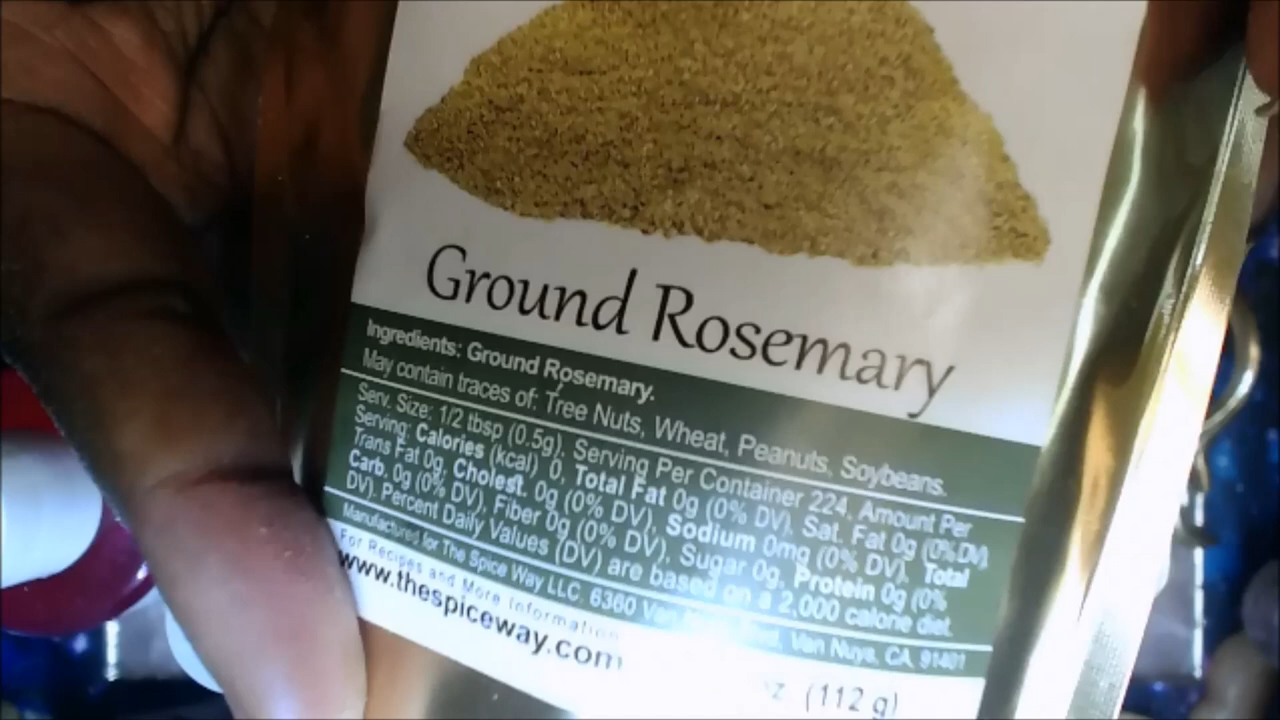 Ground Rosemary
Ingredients: Ground Rosemary.
May contain traces of: Tree Nuts, Wheat, Peanuts, Soybeans.
Serv. Size: 1/2 tbsp (0.5g), Serving Per Container 224, Amount Per
Serving: Calories (kcal) 0, Total Fat 0g (0% DV), Sat. Fat 0g (0% DV)
Trans Fat 0g, Cholest. 0g (0% DV), Sodium 0mg (0% DV), Total
Carb. 0g (0% DV), Fiber 0g (0% DV), Sugar 0g, Protein 0g (0%
DV). Percent Daily Values (DV) are based on a 2,000 calorie diet.
Manufactured for The Spice Way LLC. 6360 Van Nuys, CA, 91401
For Recipes and More Information
www.thespiceway.com
(112 g)